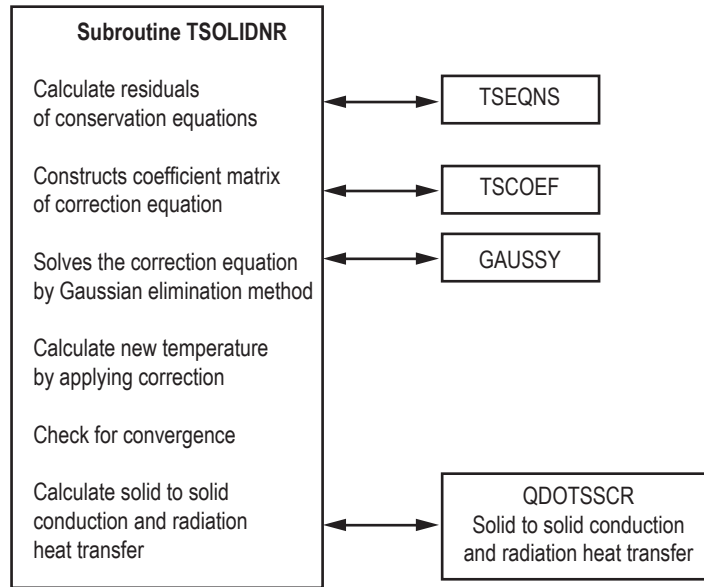 Subroutine TSOLIDNR
Calculate residuals
of conservation equations
TSEQNS
Constructs coefficient matrix
of correction equation
TSCOEF
Solves the correction equation
by Gaussian elimination method
GAUSSY
Calculate new temperature
by applying correction
Check for convergence
Calculate solid to solid
conduction and radiation
heat transfer
QDOTSSCR
Solid to solid conduction
and radiation heat transfer